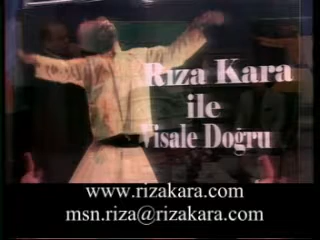 Rıza Kara
ile
Visale Doğru
www.rizakara.com
msn.riza@rizakara.com